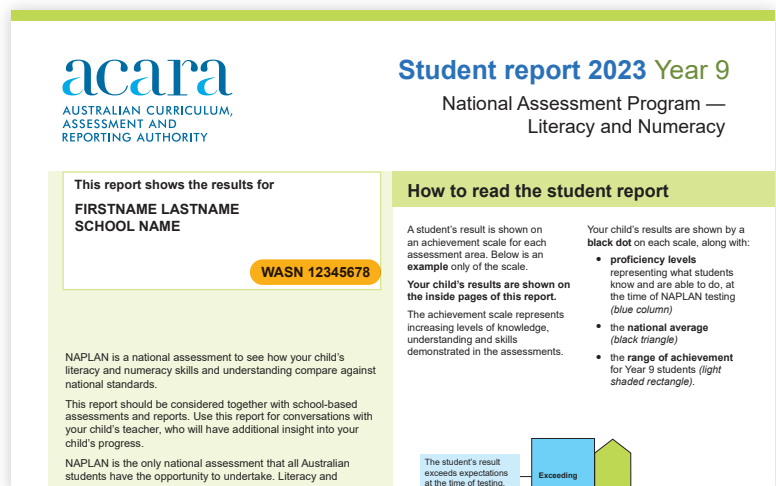 acara
AUSTRALIAN CURRICULUM,
ASSESSMENT AND
REPORTING AUTHORITY
Student report 2023 Year 9
National Assessment Program —
Literacy and Numeracy
This report shows the results for
FIRSTNAME LASTNAME
SCHOOL NAME
WASN 12345678
NAPLAN is a national assessment to see how your child’s
literacy and numeracy skills and understanding compare against
national standards.
This report should be considered together with school-based
assessments and reports. Use this report for conversations with
your child’s teacher, who will have additional insight into your
child’s progress.
NAPLAN is the only national assessment that all Australian
students have the opportunity to undertake. Literacy and
How to read the student report
A student’s result is shown on
an achievement scale for each
assessment area. Below is an
example only of the scale.
Your child’s results are shown on
the inside pages of this report.
The achievement scale represents
increasing levels of knowledge,
understanding and skills
demonstrated in the assessments.
Your child’s results are shown by a
black dot on each scale, along with:
• proficiency levels
representing what students
know and are able to do, at
the time of NAPLAN testing
(blue column)
• the national average
(black triangle)
• the range of achievement
for Year 9 students (light
shaded rectangle).
The student’s result
exceeds expectations
at the time of testing.
Exceeding